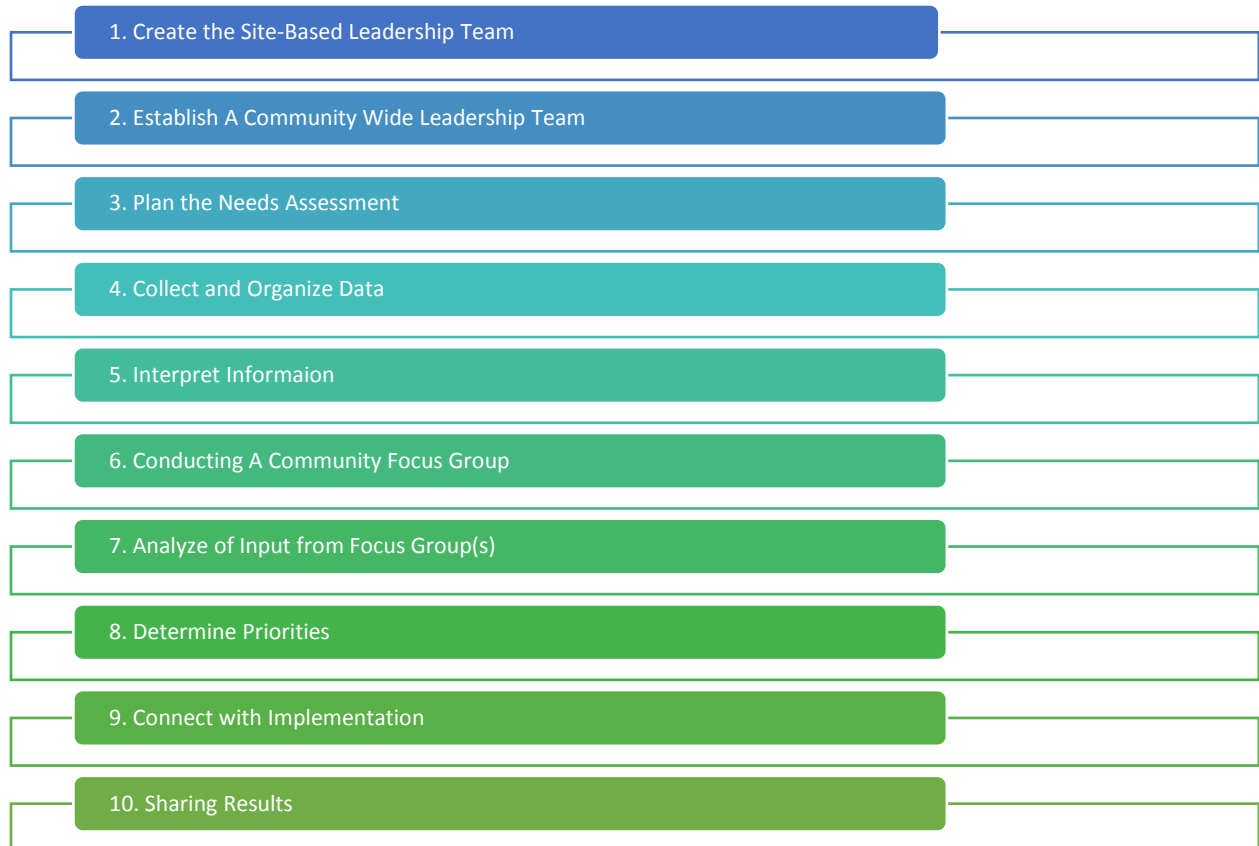 1. Create the Site-Based Leadership Team
2. Establish A Community Wide Leadership Team
3. Plan the Needs Assessment
4. Collect and Organize Data
5. Interpret Informaion
6. Conducting A Community Focus Group
7. Analyze of Input from Focus Group(s)
8. Determine Priorities
9. Connect with Implementation
10. Sharing Results